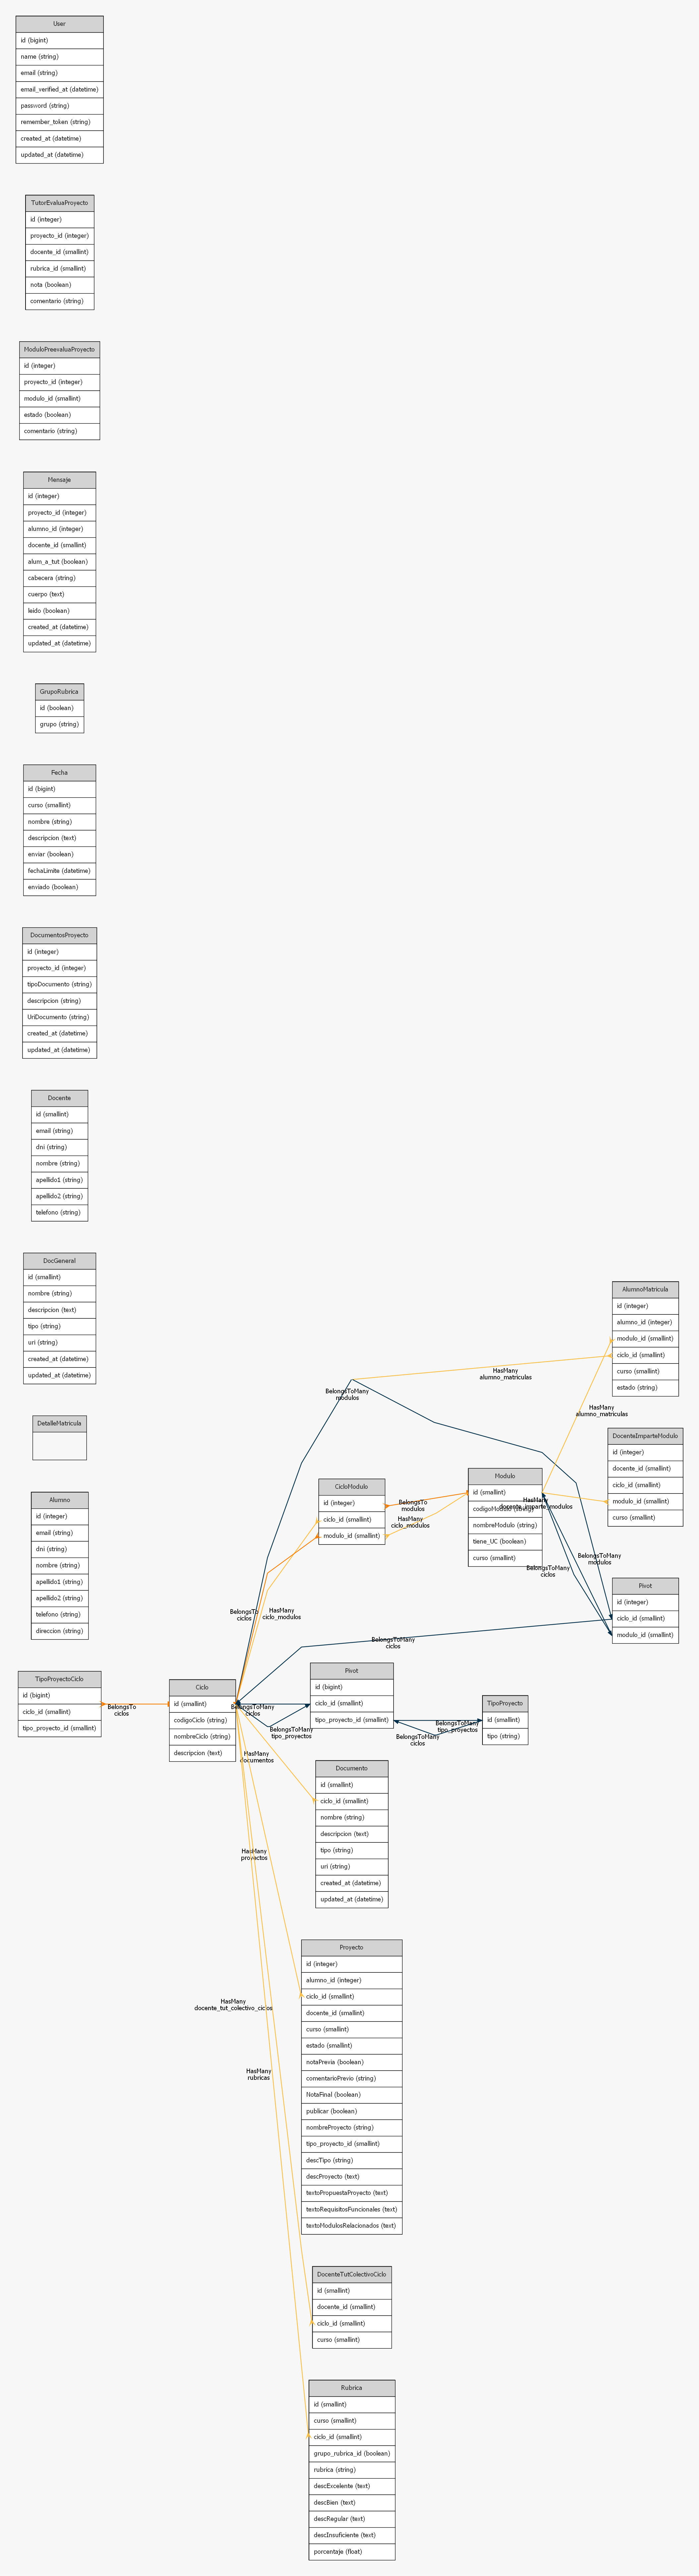 User
id (bigint)
name (string)
email (string)
email_verified_at (datetime)
password (string)
remember_token (string)
created_at (datetime)
updated_at (datetime)
TutorEvaluaProyecto
id (integer)
proyecto_id (integer)
docente_id (smallint)
rubrica_id (smallint)
nota (boolean)
comentario (string)
ModuloPreevaluaProyecto
id (integer)
proyecto_id (integer)
modulo_id (smallint)
estado (boolean)
comentario (string)
Mensaje
id (integer)
proyecto_id (integer)
alumno_id (integer)
docente_id (smallint)
alum_a_tut (boolean)
cabecera (string)
cuerpo (text)
leido (boolean)
created_at (datetime)
updated_at (datetime)
GrupoRubrica
id (boolean)
grupo (string)
Fecha
id (bigint)
curso (smallint)
nombre (string)
descripcion (text)
enviar (boolean)
fechaLimite (datetime)
enviado (boolean)
DocumentosProyecto
id (integer)
proyecto_id (integer)
tipoDocumento (string)
descripcion (string)
UriDocumento (string)
created_at (datetime)
updated_at (datetime)
Docente
id (smallint)
email (string)
dni (string)
nombre (string)
apellido1 (string)
apellido2 (string)
telefono (string)
DocGeneral
id (smallint)
nombre (string)
descripcion (text)
tipo (string)
uri (string)
created_at (datetime)
updated_at (datetime)
DetalleMatricula
Alumno
id (integer)
email (string)
dni (string)
nombre (string)
apellido1 (string)
apellido2 (string)
telefono (string)
direccion (string)
TipoProyectoCiclo
id (bigint)
ciclo_id (smallint)
tipo_proyecto_id (smallint)
BelongsTo
ciclos
Ciclo
id (smallint)
codigoCiclo (string)
nombreCiclo (string)
descripcion (text)
BelongsToMany
modulos
HasMany
alumno_matriculas
AlumnoMatricula
id (integer)
alumno_id (integer)
modulo_id (smallint)
ciclo_id (smallint)
curso (smallint)
estado (string)
HasMany
alumno_matriculas
CicloModulo
id (integer)
ciclo_id (smallint)
modulo_id (smallint)
BelongsTo
modulos
HasMany
ciclo_modulos
Modulo
id (smallint)
codigoModulo (string)
nombreModulo (string)
tiene_UC (boolean)
curso (smallint)
HasMany
docente_imparte_modulos
DocenteImparteModulo
id (integer)
docente_id (smallint)
ciclo_id (smallint)
modulo_id (smallint)
curso (smallint)
BelongsToMany
modulos
BelongsToMany
ciclos
Pivot
id (integer)
ciclo_id (smallint)
modulo_id (smallint)
BelongsTo
ciclos
HasMany
ciclo_modulos
BelongsToMany
ciclos
BelongsToMany
ciclos
BelongsToMany
tipo_proyectos
Pivot
id (bigint)
ciclo_id (smallint)
tipo_proyecto_id (smallint)
BelongsToMany
tipo_proyectos
BelongsToMany
ciclos
TipoProyecto
id (smallint)
tipo (string)
HasMany
documentos
Documento
id (smallint)
ciclo_id (smallint)
nombre (string)
descripcion (text)
tipo (string)
uri (string)
created_at (datetime)
updated_at (datetime)
HasMany
proyectos
Proyecto
id (integer)
alumno_id (integer)
ciclo_id (smallint)
docente_id (smallint)
curso (smallint)
estado (smallint)
notaPrevia (boolean)
comentarioPrevio (string)
NotaFinal (boolean)
publicar (boolean)
nombreProyecto (string)
tipo_proyecto_id (smallint)
descTipo (string)
descProyecto (text)
textoPropuestaProyecto (text)
textoRequisitosFuncionales (text)
textoModulosRelacionados (text)
HasMany
docente_tut_colectivo_ciclos
HasMany
rubricas
DocenteTutColectivoCiclo
id (smallint)
docente_id (smallint)
ciclo_id (smallint)
curso (smallint)
Rubrica
id (smallint)
curso (smallint)
ciclo_id (smallint)
grupo_rubrica_id (boolean)
rubrica (string)
descExcelente (text)
descBien (text)
descRegular (text)
descInsuficiente (text)
porcentaje (float)